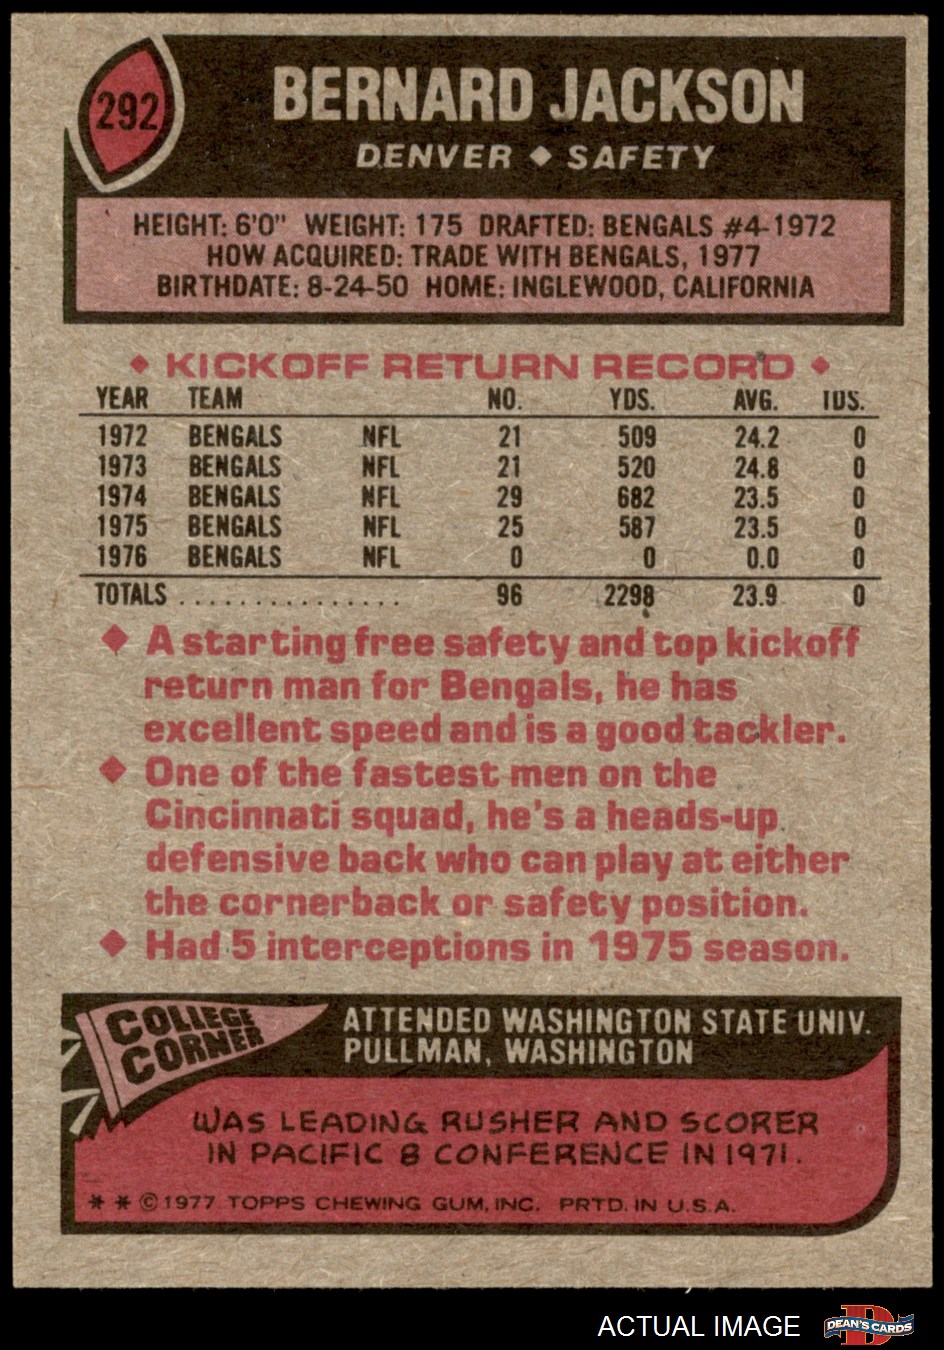 292
BERNARD JACKSON
DENVER ◆ SAFETY
HEIGHT: 6'0" WEIGHT: 175 DRAFTED: BENGALS #4-1972
HOW ACQUIRED: TRADE WITH BENGALS, 1977
BIRTHDATE: 8-24-50 HOME: INGLEWOOD, CALIFORNIA
◆ KICKOFF RETURN RECORD ◆
YEAR TEAM NO. YDS. AVG. TDS.
1972 BENGALS NFL 21 509 24.2 0
1973 BENGALS NFL 21 520 24.8 0
1974 BENGALS NFL 29 682 23.5 0
1975 BENGALS NFL 25 587 23.5 0
1976 BENGALS NFL 0 0 0.0 0
TOTALS . . . . . . . . . . . . . . . 96 2298 23.9 0
◆ A starting free safety and top kickoff
return man for Bengals, he has
excellent speed and is a good tackler.
◆ One of the fastest men on the
Cincinnati squad, he's a heads-up
defensive back who can play at either
the cornerback or safety position.
◆ Had 5 interceptions in 1975 season.
COLLEGE
CORNER
ATTENDED WASHINGTON STATE UNIV.
PULLMAN, WASHINGTON
WAS LEADING RUSHER AND SCORER
IN PACIFIC 8 CONFERENCE IN 1971.
* * © 1977 TOPPS CHEWING GUM, INC. PRTD. IN U.S.A.
ACTUAL IMAGE
D
DEAN'S CARDS